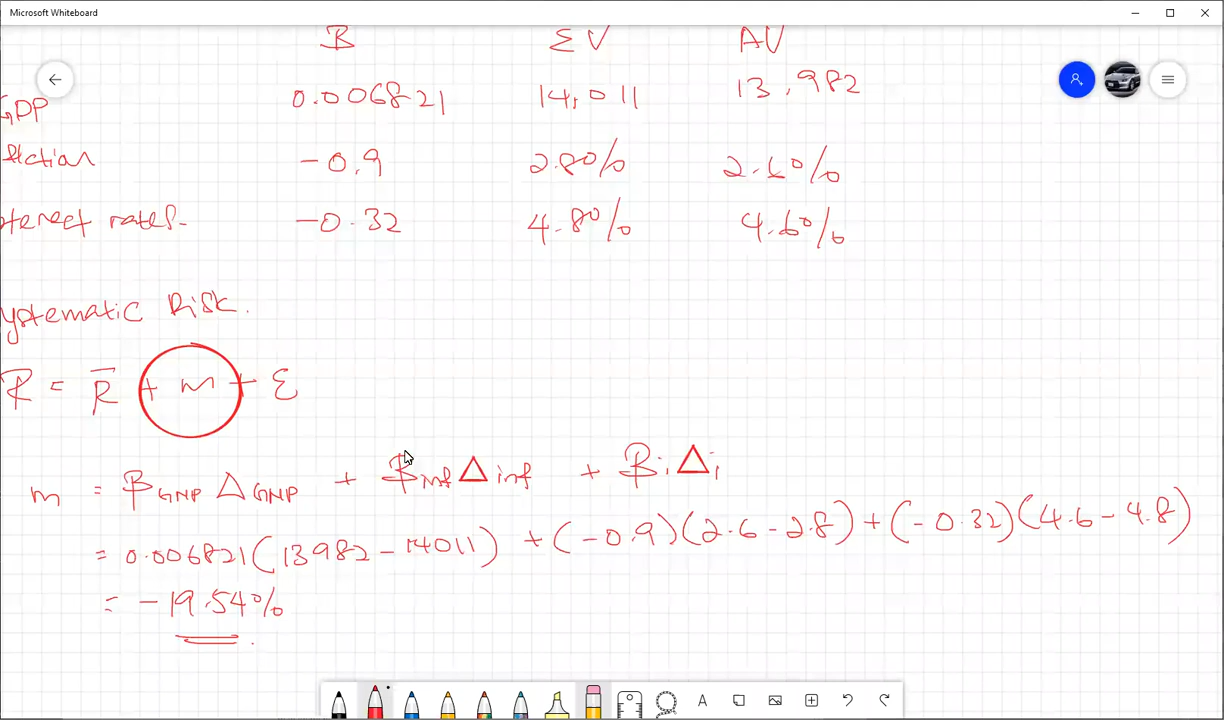 Microsoft Whiteboard
B EV AV
GDP 0.006821 14,011 13,982
flation -0.9 2.80% 2.60%
nterest rates. -0.32 4.80% 4.60%
ystematic Risk.
R = R̅ + m + ε
m = βGNP ΔGNP + βinf Δinf + βi Δi
= 0.006821(13982-14011) + (-0.9)(2.6-2.8) + (-0.32)(4.6-4.8)
= -19.54%
A